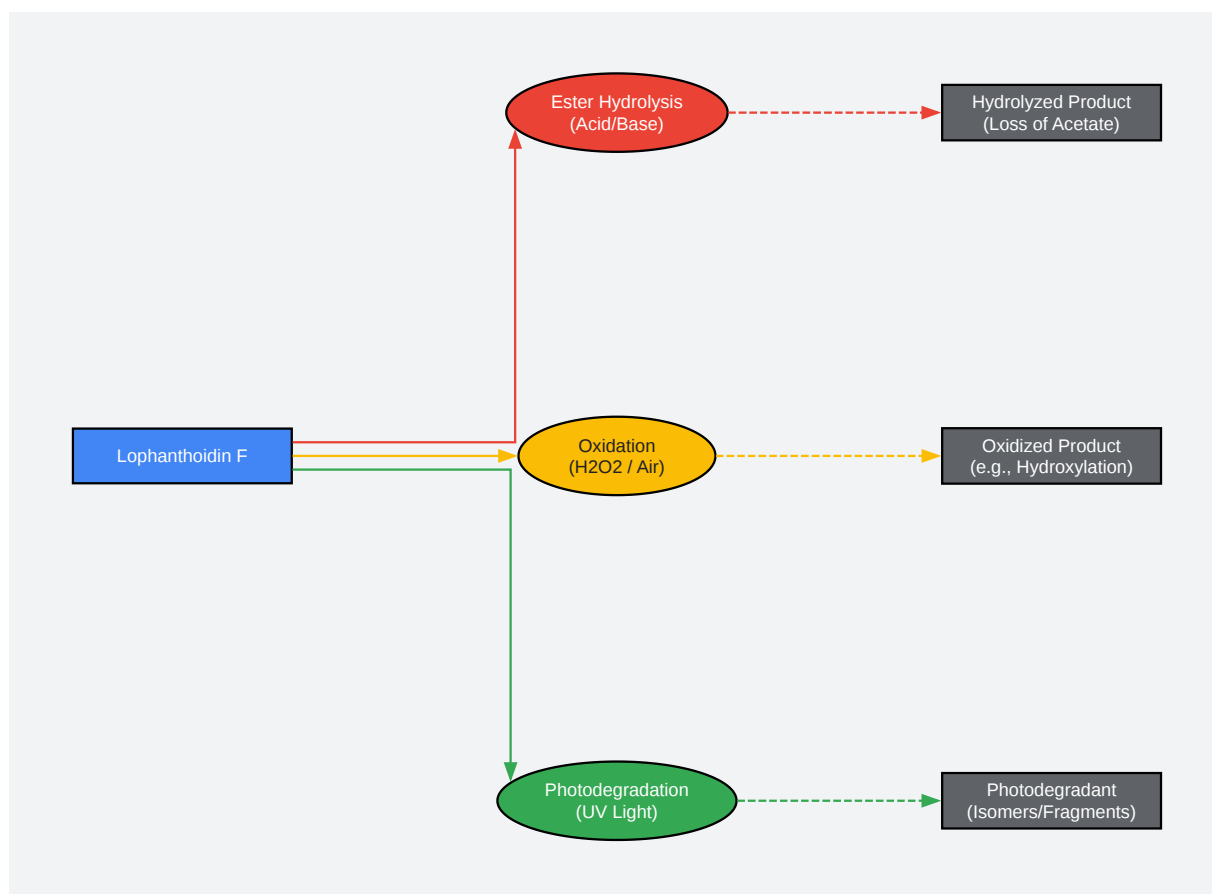 Ester Hydrolysis
(Acid/Base)
Hydrolyzed Product
(Loss of Acetate)
Lophanthoidin F
Oxidation
(H2O2 / Air)
Oxidized Product
(e.g., Hydroxylation)
Photodegradation
(UV Light)
Photodegradant
(Isomers/Fragments)